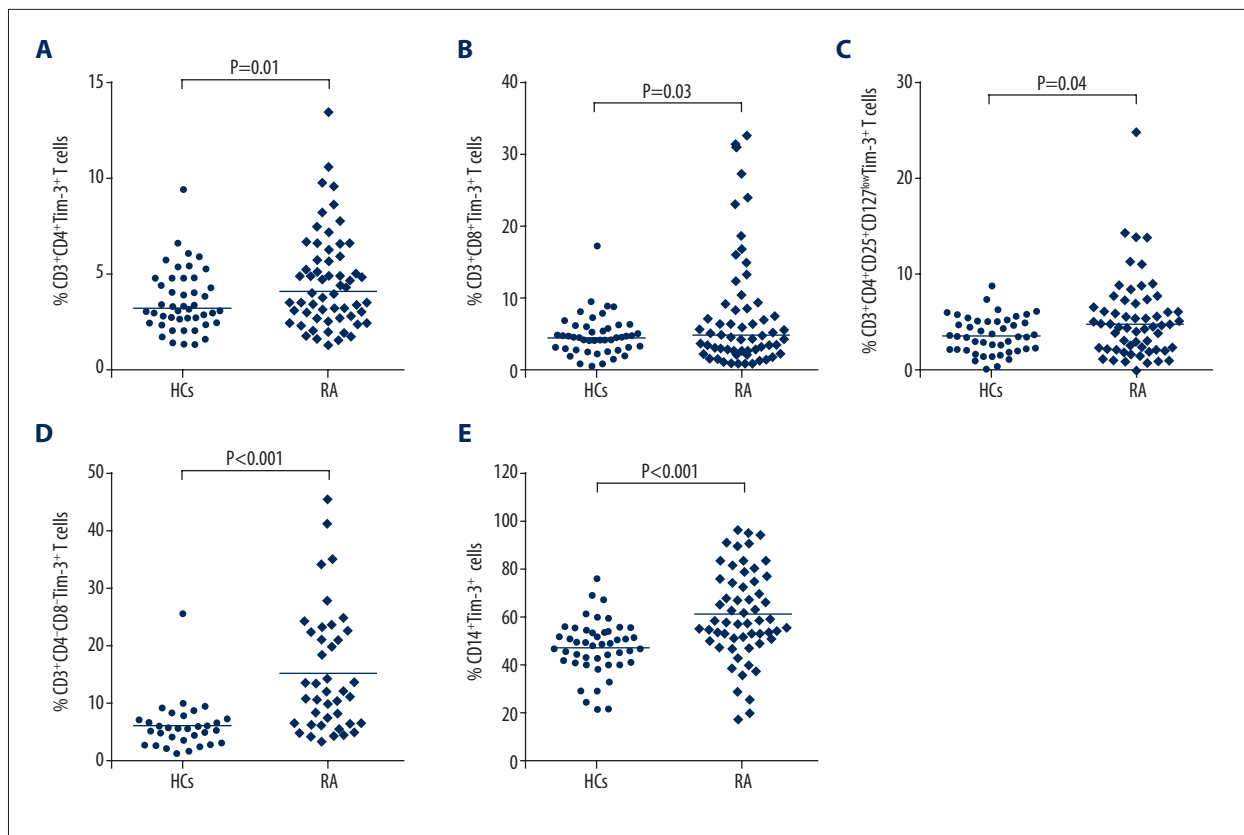 A
P=0.01
% CD3⁺CD4⁺Tim-3⁺ T cells
15
10
5
0
HCs
RA
B
P=0.03
% CD3⁺CD8⁺Tim-3⁺ T cells
40
30
20
10
0
HCs
RA
C
P=0.04
% CD3⁺CD4⁺CD25⁺CD127ˡᵒʷTim-3⁺ T cells
30
20
10
0
HCs
RA
D
P<0.001
% CD3⁺CD4⁻CD8⁻Tim-3⁺ T cells
50
40
30
20
10
0
HCs
RA
E
P<0.001
% CD14⁺Tim-3⁺ cells
120
100
80
60
40
20
0
HCs
RA